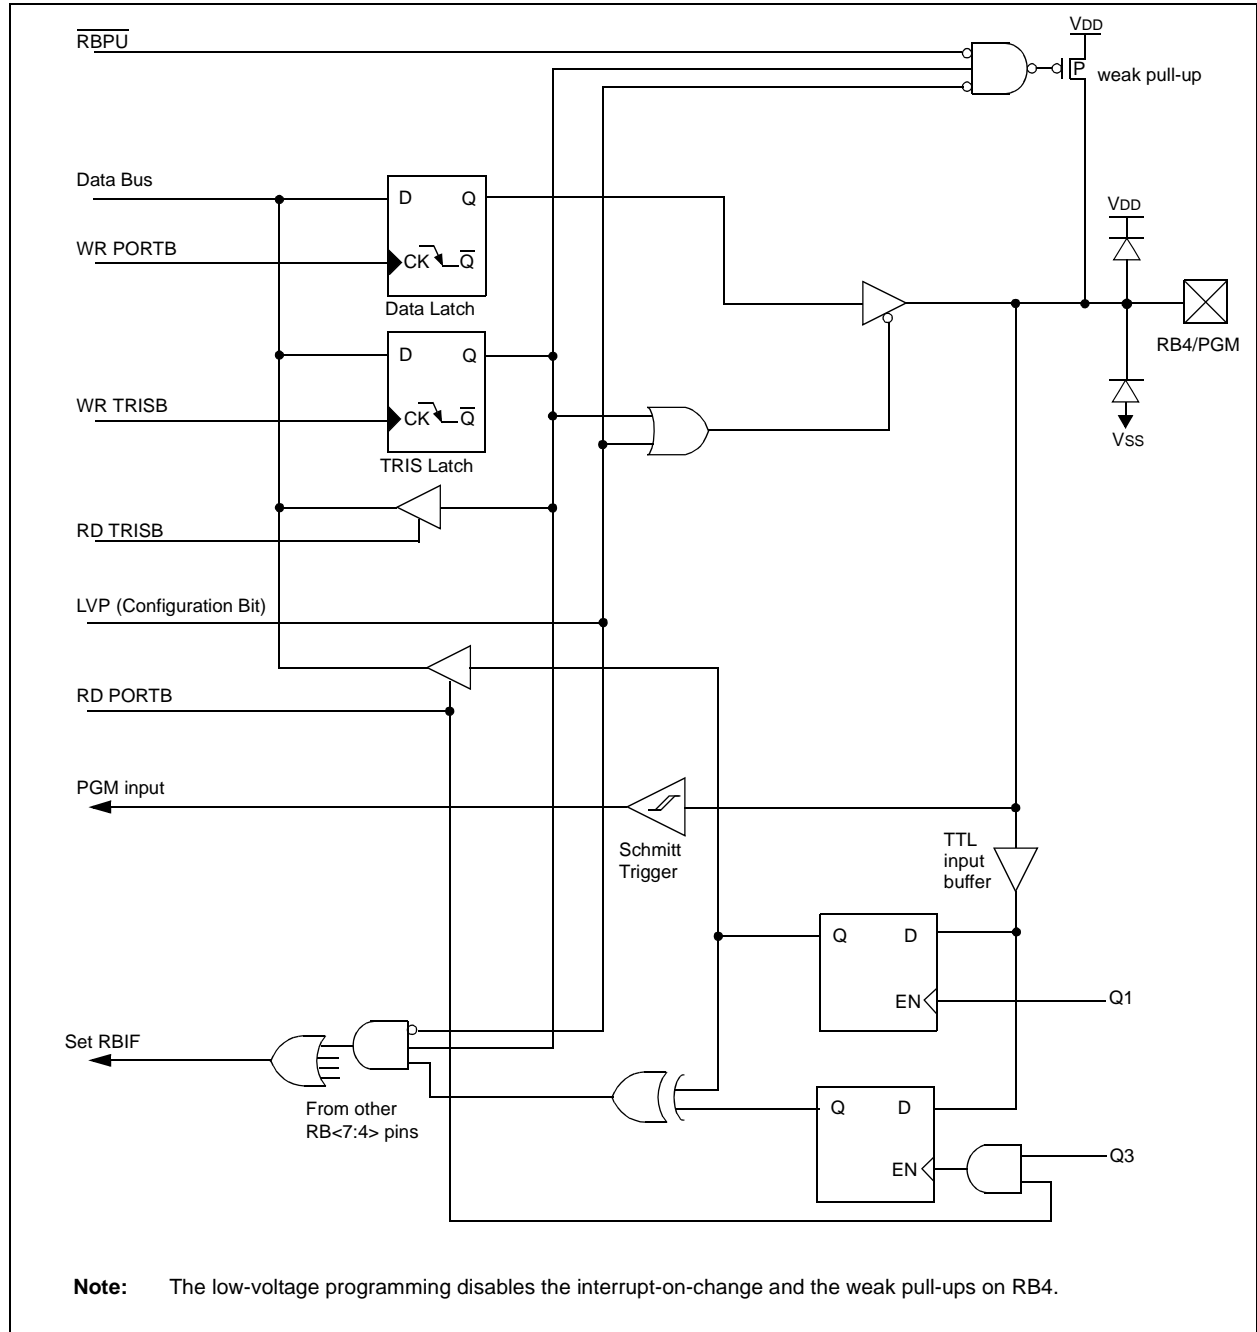 RBPU
VDD
P
weak pull-up
Data Bus
D
Q
VDD
WR PORTB
CK
Q
Data Latch
D
Q
RB4/PGM
WR TRISB
CK
Q
VSS
TRIS Latch
RD TRISB
LVP (Configuration Bit)
RD PORTB
PGM input
Schmitt
Trigger
TTL
input
buffer
Q
D
EN
Q1
Set RBIF
From other
RB<7:4> pins
Q
D
EN
Q3
Note: The low-voltage programming disables the interrupt-on-change and the weak pull-ups on RB4.